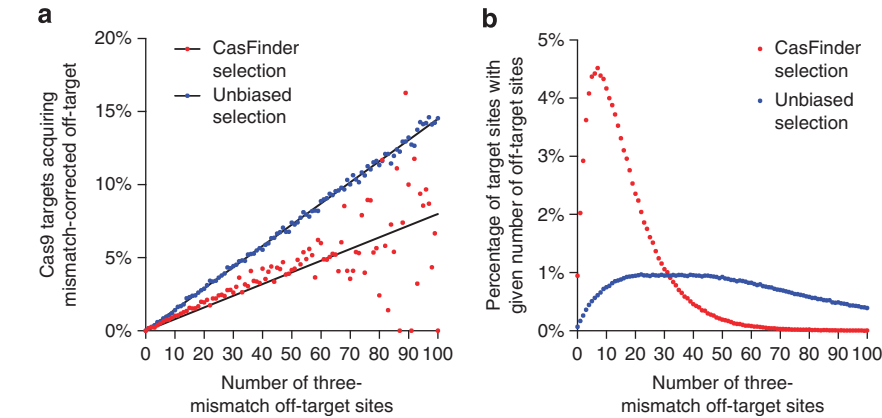 a
20%
15%
10%
5%
0%
Cas9 targets acquiring
mismatch-corrected off-target
CasFinder
selection
Unbiased
selection
0 10 20 30 40 50 60 70 80 90 100
Number of three-
mismatch off-target sites
b
5%
4%
3%
2%
1%
0%
Percentage of target sites with
given number of off-target sites
CasFinder
selection
Unbiased
selection
0 10 20 30 40 50 60 70 80 90 100
Number of three-
mismatch off-target sites